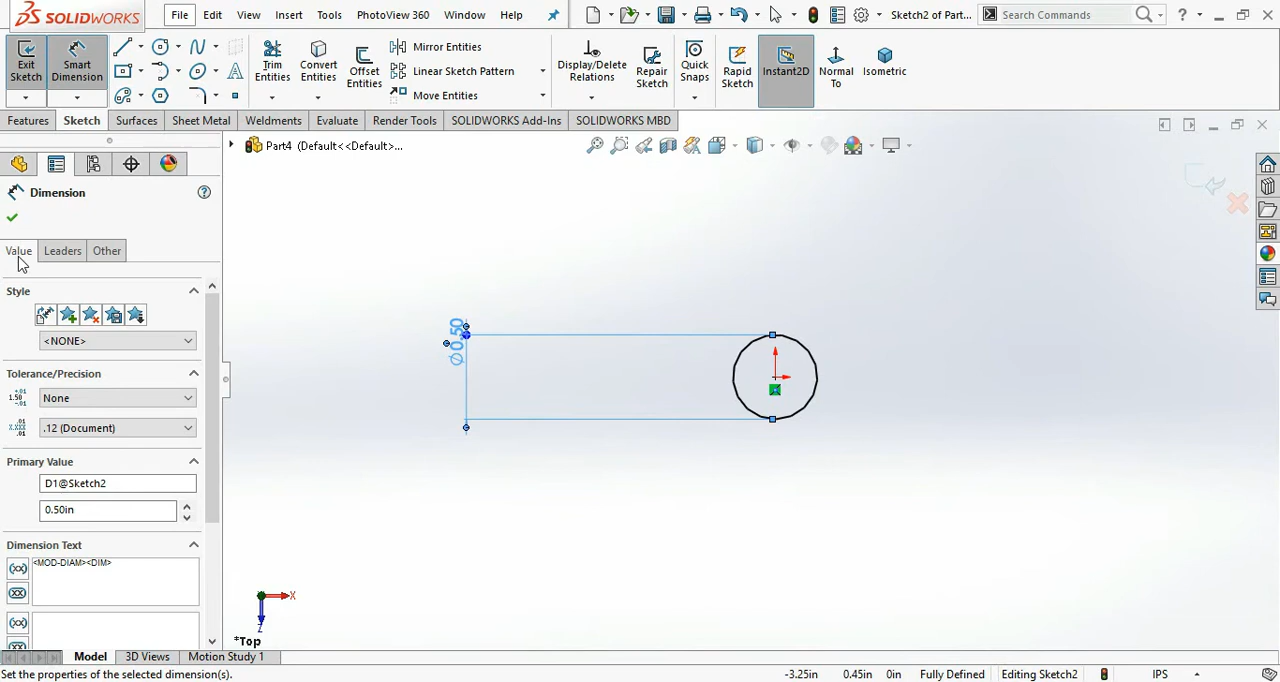 SOLIDWORKS File Edit View Insert Tools PhotoView 360 Window Help Sketch2 of Part... Search Commands ?
Exit Sketch
Smart Dimension
Trim Entities
Convert Entities
Offset Entities
Mirror Entities
Linear Sketch Pattern
Move Entities
Display/Delete Relations
Repair Sketch
Quick Snaps
Rapid Sketch
Instant2D
Normal To
Isometric
Features Sketch Surfaces Sheet Metal Weldments Evaluate Render Tools SOLIDWORKS Add-Ins SOLIDWORKS MBD
Part4 (Default<<Default>...
Dimension ?
Value Leaders Other
Style
<NONE>
Tolerance/Precision
None
.12 (Document)
Primary Value
D1@Sketch2
0.50in
Dimension Text
<MOD-DIAM><DIM>
(xx)
Ø0.50
X
Z
*Top
Model 3D Views Motion Study 1
Set the properties of the selected dimension(s). -3.25in 0.45in 0in Fully Defined Editing Sketch2 IPS